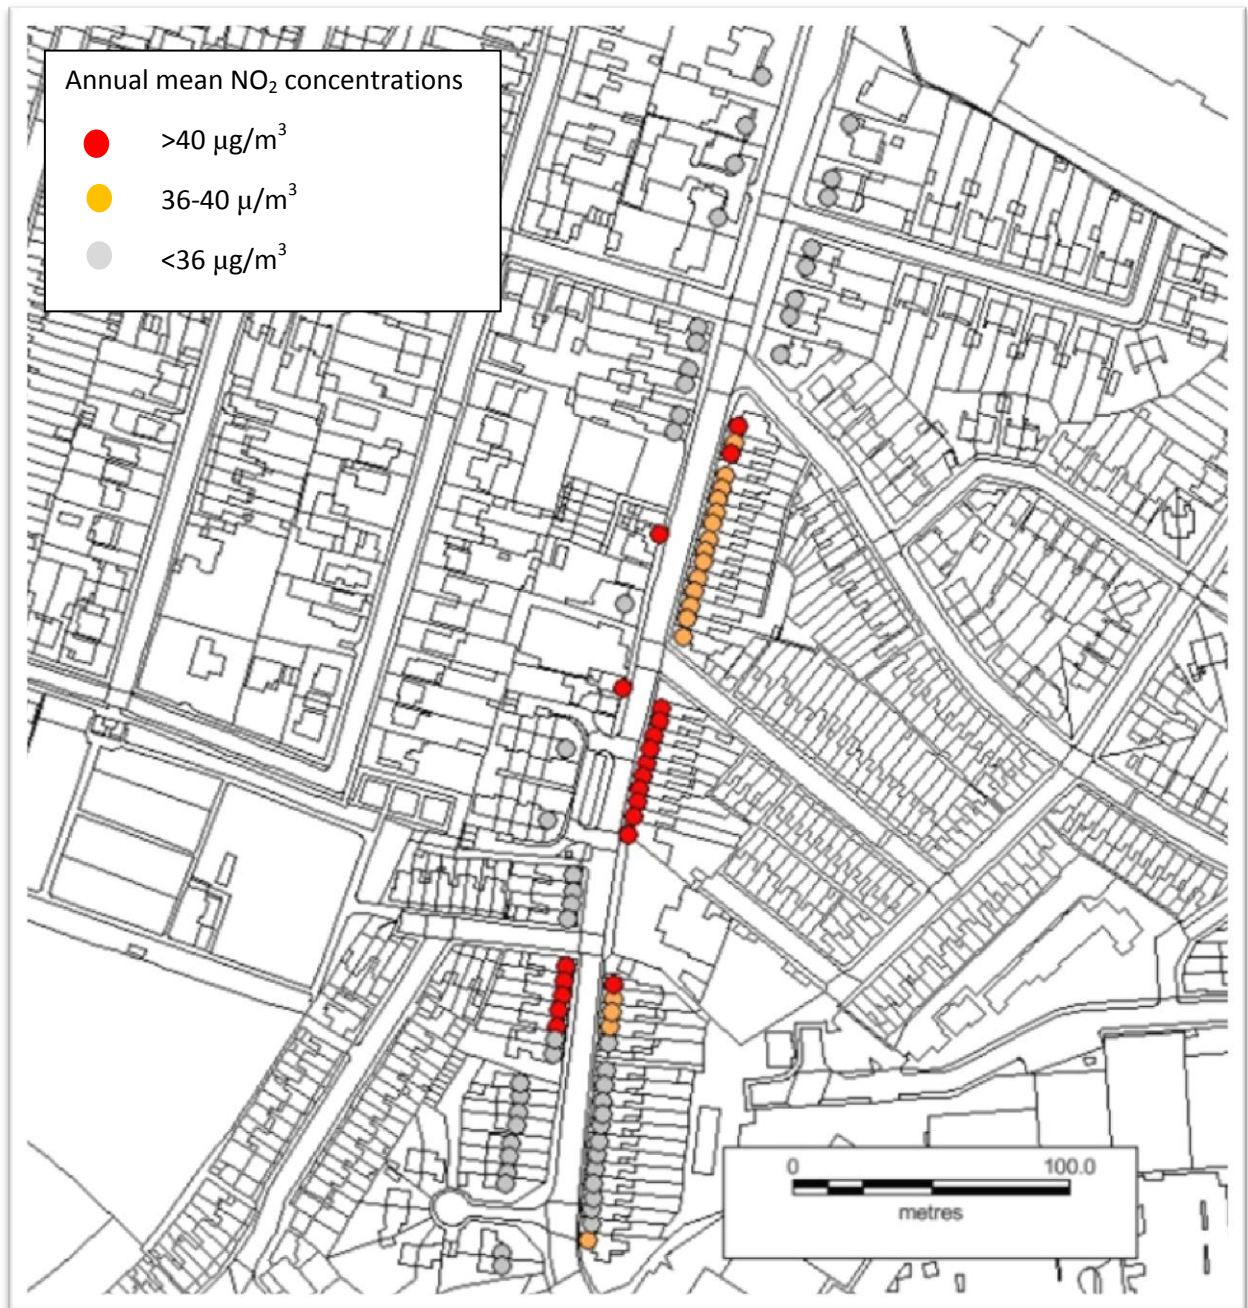 Annual mean NO₂ concentrations
>40 µg/m³
36-40 µ/m³
<36 µg/m³
0 100.0
metres